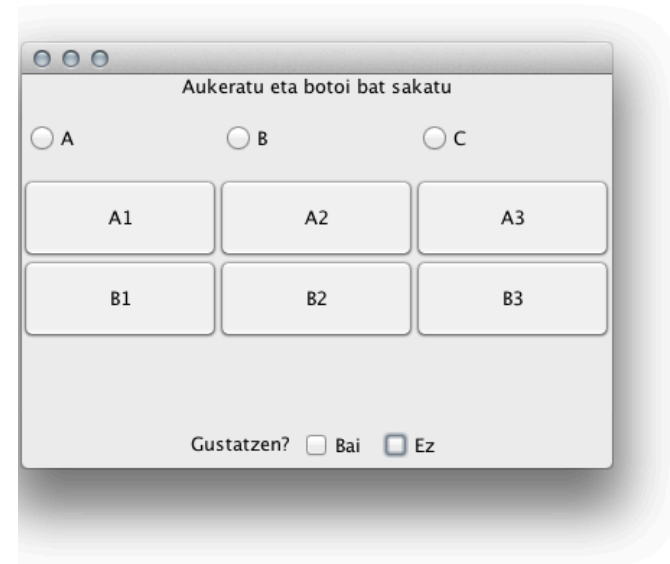 Aukeratu eta botoi bat sakatu
A B C
A1 A2 A3
B1 B2 B3
Gustatzen? Bai Ez